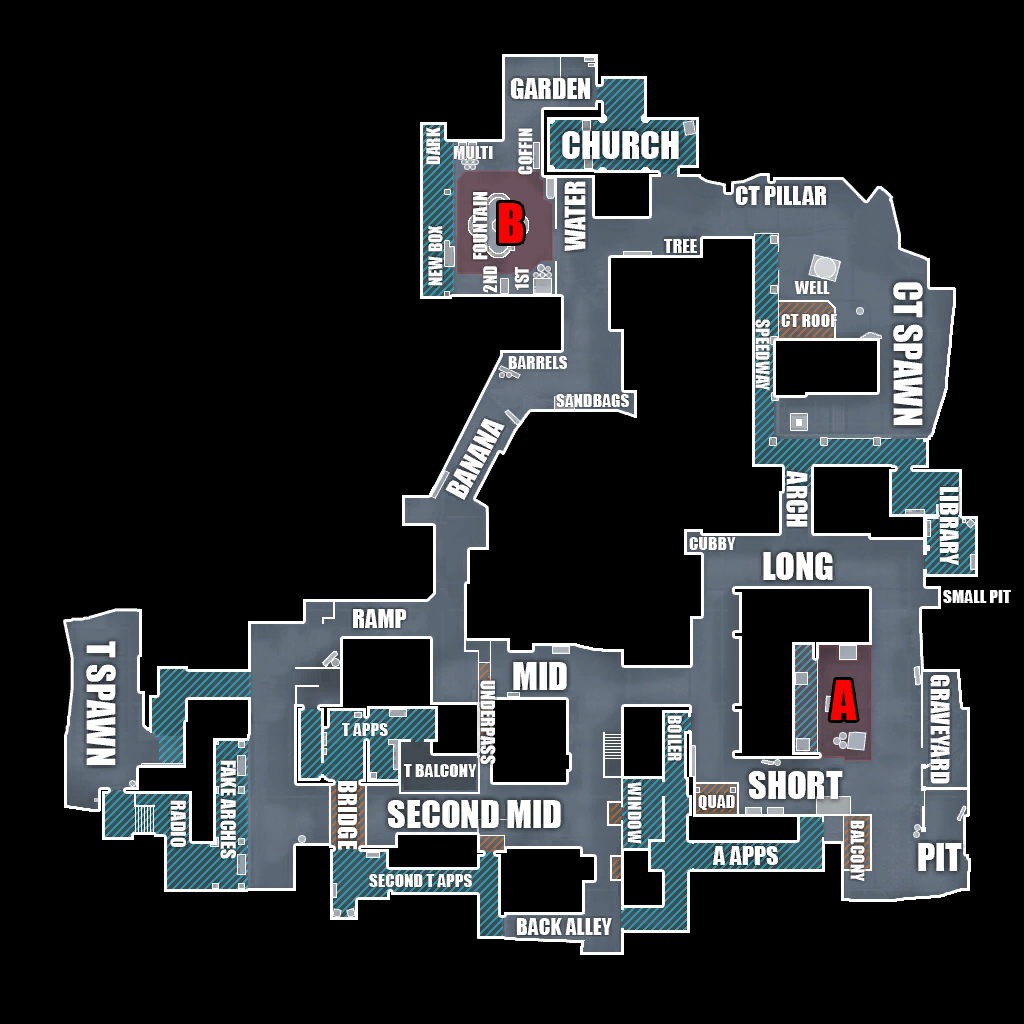 GARDEN
DARK
MULTI
COFFIN
CHURCH
CT PILLAR
FOUNTAIN
B
WATER
NEW BOX
2ND
1ST
TREE
WELL
CT ROOF
CT SPAWN
SPEEDWAY
BARRELS
SANDBAGS
BANANA
ARCH
LIBRARY
LIBRARY
CUBBY
LONG
SMALL PIT
RAMP
T SPAWN
MID
UNDERPASS
A
GRAVEYARD
T APPS
BOILER
T BALCONY
SHORT
FAKE ARCHES
RADIO
BRIDGE
SECOND MID
WINDOW
QUAD
A APPS
BALCONY
PIT
SECOND T APPS
BACK ALLEY